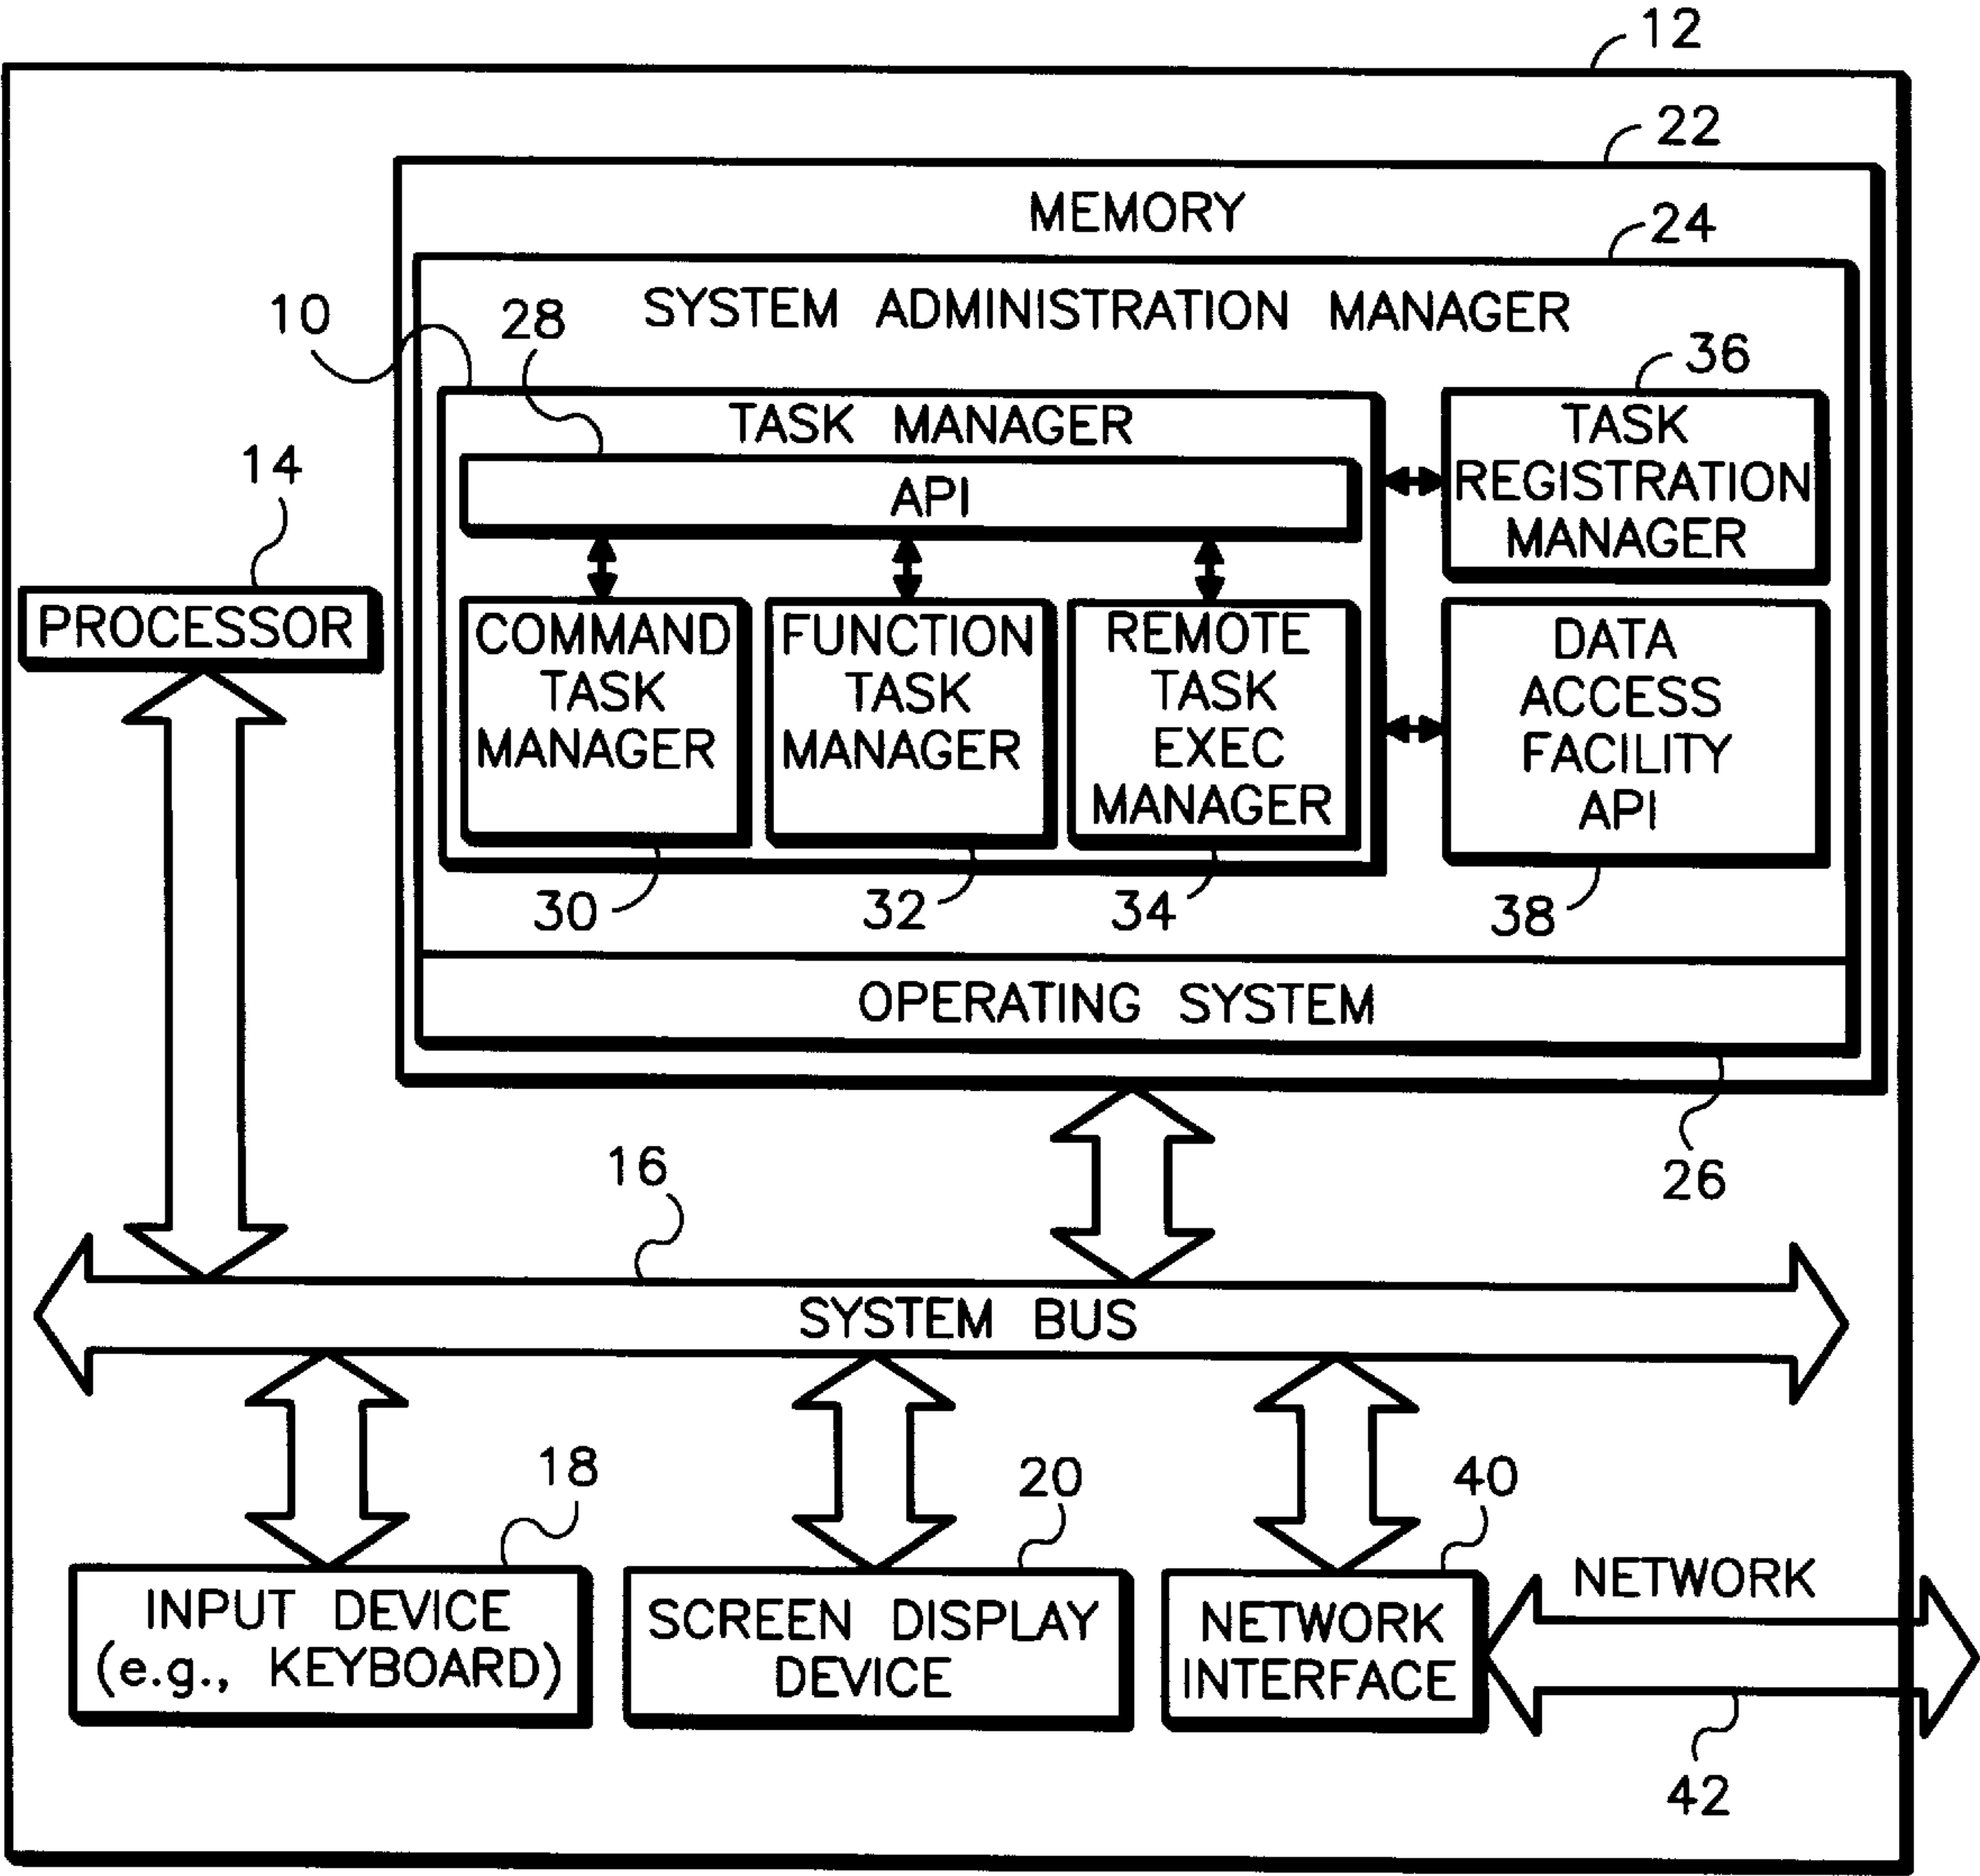 12
22
MEMORY
24
SYSTEM ADMINISTRATION MANAGER
10
28
36
TASK MANAGER
API
TASK
REGISTRATION
MANAGER
14
PROCESSOR
COMMAND
TASK
MANAGER
FUNCTION
TASK
MANAGER
REMOTE
TASK
EXEC
MANAGER
DATA
ACCESS
FACILITY
API
30
32
34
38
OPERATING SYSTEM
26
16
SYSTEM BUS
18
20
40
INPUT DEVICE
(e.g., KEYBOARD)
SCREEN DISPLAY
DEVICE
NETWORK
INTERFACE
NETWORK
42